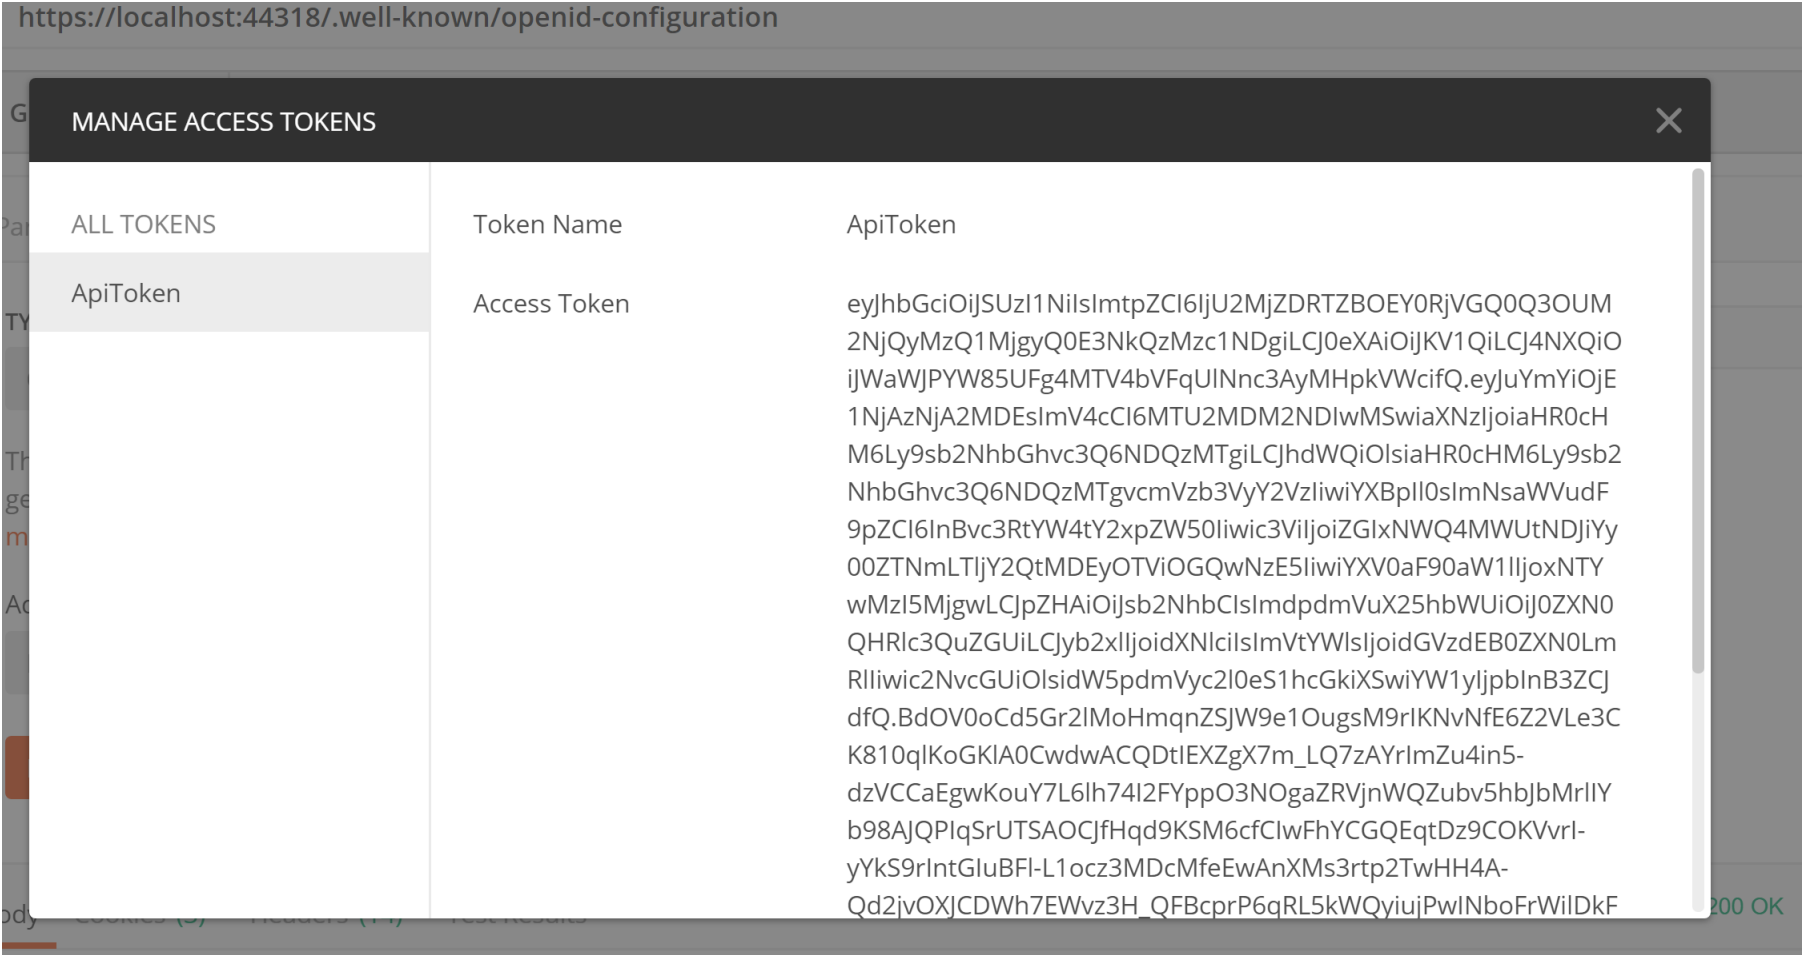 https://localhost:44318/.well-known/openid-configuration
MANAGE ACCESS TOKENS
ALL TOKENS
ApiToken
Token Name
ApiToken
Access Token
eyJhbGciOiJSUzI1NiIsImtpZCI6IjU2MjZDRTZBOEY0RjVGQ0Q3OUM
2NjQyMzQ1MjgyQ0E3NkQzMzc1NDgiLCJ0eXAiOiJKV1QiLCJ4NXQiO
iJWaWJPYW85UFg4MTV4bVFqUlNnc3AyMHpkVWcifQ.eyJuYmYiOjE
1NjAzNjA2MDEsImV4cCI6MTU2MDM2NDIwMSwiaXNzIjoiaHR0cH
M6Ly9sb2NhbGhvc3Q6NDQzMTgiLCJhdWQiOlsiaHR0cHM6Ly9sb2
NhbGhvc3Q6NDQzMTgvcmVzb3VyY2VzIiwiYXBpIl0sImNsaWVudF
9pZCI6InBvc3RtYW4tY2xpZW50Iiwic3ViIjoiZGIxNWQ4MWUtNDJiYy
00ZTNmLTljY2QtMDEyOTViOGQwNzE5IiwiYXV0aF90aW1lIjoxNTY
wMzI5MjgwLCJpZHAiOiJsb2NhbCIsImdpdmVuX25hbWUiOiJ0ZXN0
QHRlc3QuZGUiLCJyb2xlIjoidXNlciIsImVtYWlsIjoidGVzdEB0ZXN0Lm
RlIiwic2NvcGUiOlsidW5pdmVyc2l0eS1hcGkiXSwiYW1yIjpbInB3ZCJ
dfQ.BdOV0oCd5Gr2lMoHmqnZSJW9e1OugsM9rIKNvNfE6Z2VLe3C
K810qlKoGKlA0CwdwACQDtIEXZgX7m_LQ7zAYrImZu4in5-
dzVCCaEgwKouY7L6lh74I2FYppO3NOgaZRVjnWQZubv5hbJbMrlIY
b98AJQPIqSrUTSAOCJfHqd9KSM6cfCIwFhYCGQEqtDz9COKVvrI-
yYkS9rIntGIuBFl-L1ocz3MDcMfeEwAnXMs3rtp2TwHH4A-
Qd2jvOXJCDWh7EWvz3H_QFBcprP6qRL5kWQyiujPwINboFrWilDkF
200 OK